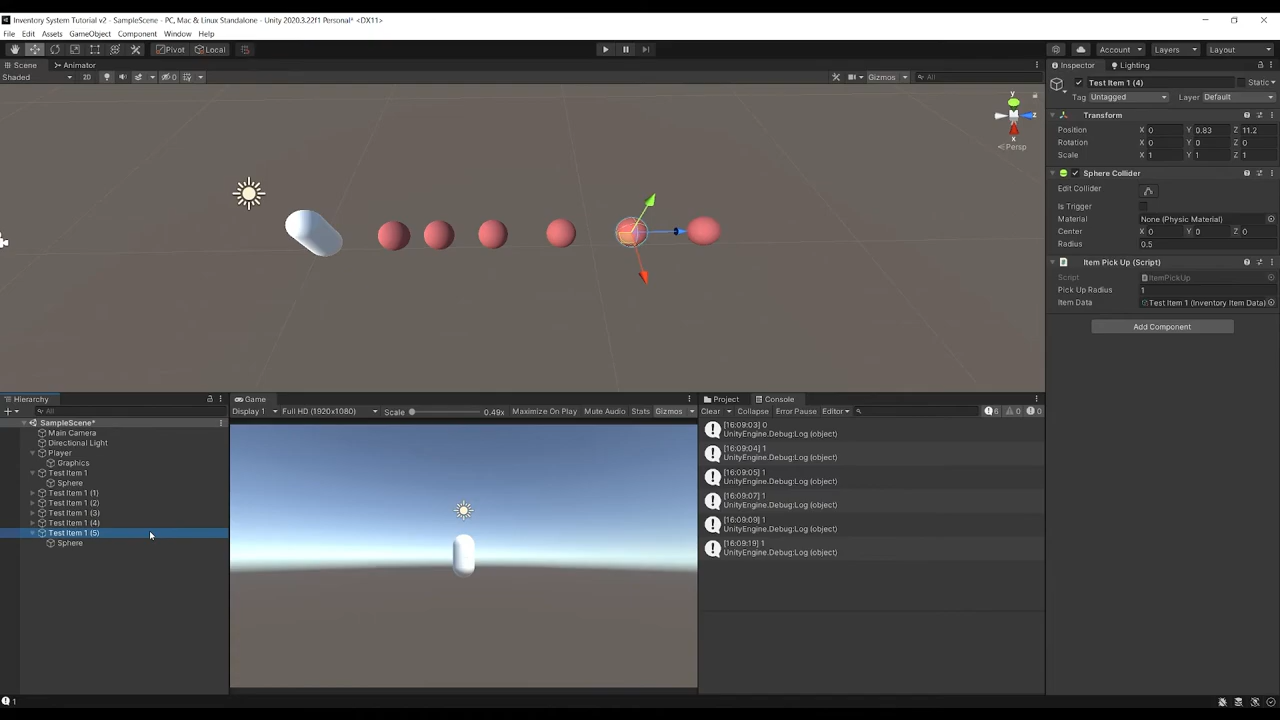 Inventory System Tutorial v2 - SampleScene - PC, Mac & Linux Standalone - Unity 2020.3.22f1 Personal* <DX11>
File Edit Assets GameObject Component Window Help
Pivot Local Account Layers Layout
Scene Animator
Shaded 2D 0 Gizmos All
y
z
x
Persp
Inspector Lighting
Test Item 1 (4) Static
Tag Untagged Layer Default
Transform
Position X 0 Y 0.83 Z 11.2
Rotation X 0 Y 0 Z 0
Scale X 1 Y 1 Z 1
Sphere Collider
Edit Collider
Is Trigger
Material None (Physic Material)
Center X 0 Y 0 Z 0
Radius 0.5
Item Pick Up (Script)
Script ItemPickUp
Pick Up Radius 1
Item Data Test Item 1 (Inventory Item Data)
Add Component
Hierarchy
All
SampleScene*
Main Camera
Directional Light
Player
Graphics
Test Item 1
Sphere
Test Item 1 (1)
Test Item 1 (2)
Test Item 1 (3)
Test Item 1 (4)
Test Item 1 (5)
Sphere
Game
Display 1 Full HD (1920x1080) Scale 0.49x Maximize On Play Mute Audio Stats Gizmos
Project Console
Clear Collapse Error Pause Editor 6 0 0
[16:09:03] 0
UnityEngine.Debug:Log (object)
[16:09:04] 1
UnityEngine.Debug:Log (object)
[16:09:05] 1
UnityEngine.Debug:Log (object)
[16:09:07] 1
UnityEngine.Debug:Log (object)
[16:09:09] 1
UnityEngine.Debug:Log (object)
[16:09:19] 1
UnityEngine.Debug:Log (object)
1